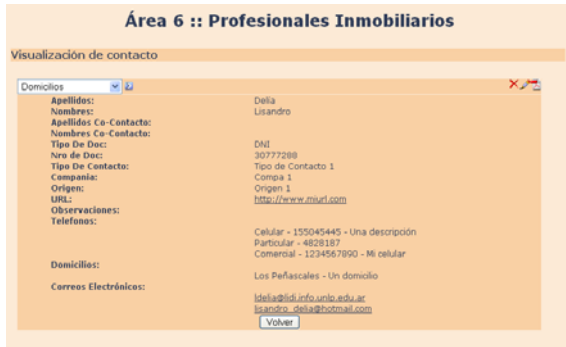 Área 6 :: Profesionales Inmobiliarios
Visualización de contacto
Domicilios
Apellidos: Delia
Nombres: Lisandro
Apellidos Co-Contacto:
Nombres Co-Contacto:
Tipo De Doc: DNI
Nro de Doc: 30777288
Tipo De Contacto: Tipo de Contacto 1
Compania: Compa 1
Origen: Origen 1
URL: http://www.miurl.com
Observaciones:
Telefonos:
Celular - 155045445 - Una descripción
Particular - 4828187
Comercial - 1234567890 - Mi celular
Domicilios:
Los Peñascales - Un domicilio
Correos Electrónicos:
ldelia@lidi.info.unlp.edu.ar
lisandro_delia@hotmail.com
Volver